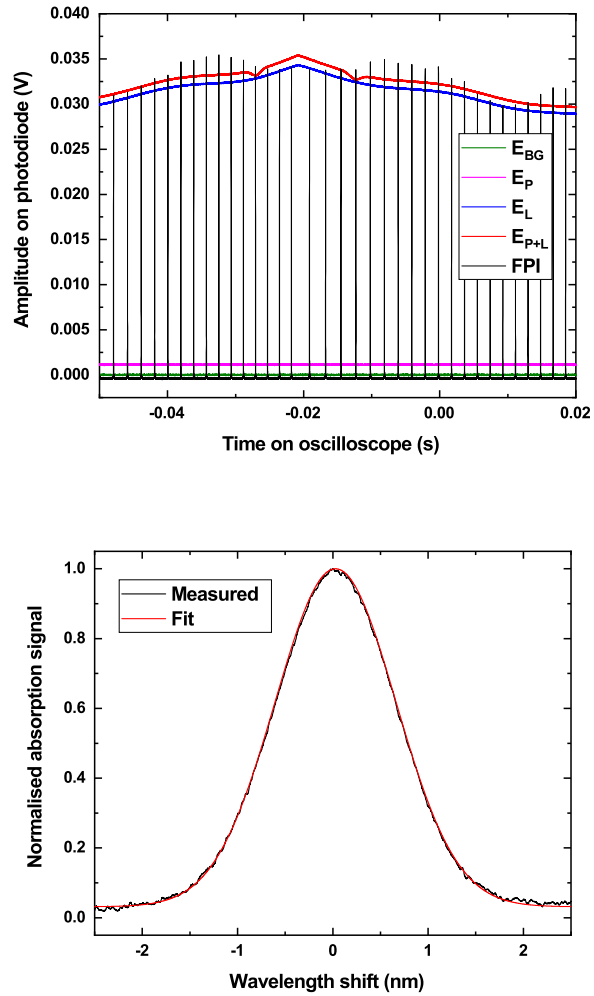 0.040
0.035
0.030
0.025
0.020
0.015
0.010
0.005
0.000
Amplitude on photodiode (V)
E_BG
E_P
E_L
E_P+L
FPI
-0.04 -0.02 0.00 0.02
Time on oscilloscope (s)
1.0
0.8
0.6
0.4
0.2
0.0
Normalised absorption signal
Measured
Fit
-2 -1 0 1 2
Wavelength shift (nm)